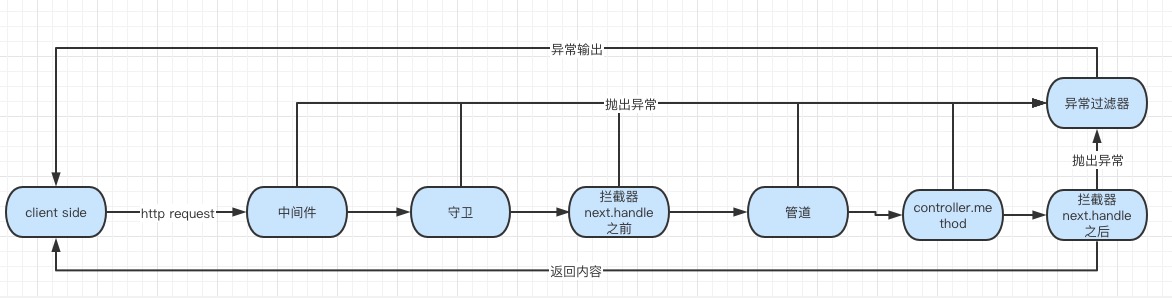 异常输出
异常过滤器
抛出异常
抛出异常
client side
http request
中间件
守卫
拦截器
next.handle
之前
管道
controller.me
thod
拦截器
next.handle
之后
返回内容